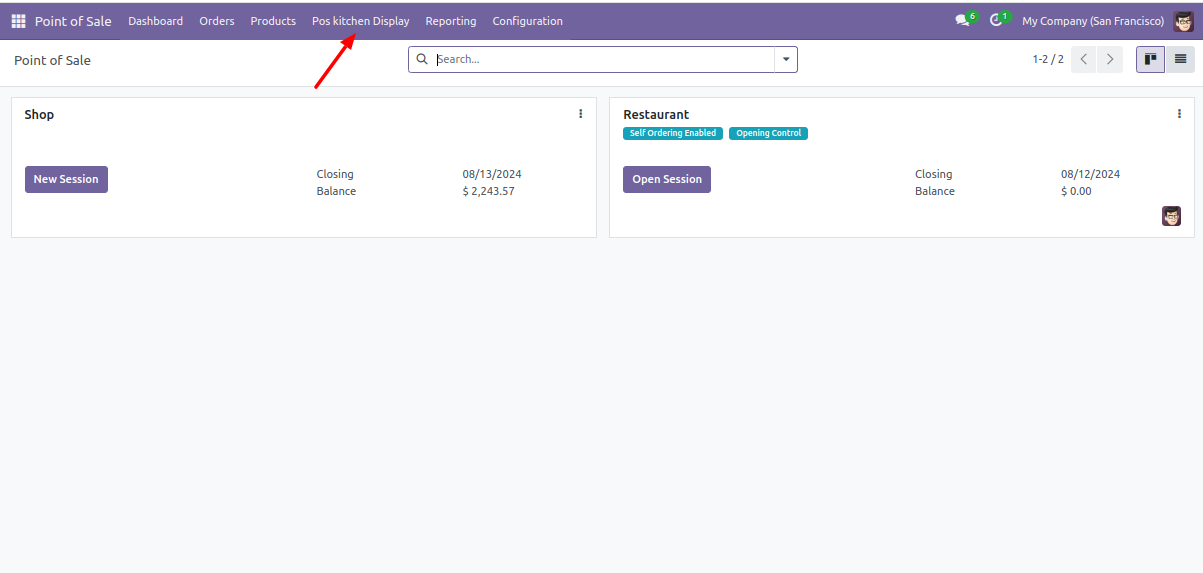 Point of Sale Dashboard Orders Products Pos kitchen Display Reporting Configuration 6 1 My Company (San Francisco)
Point of Sale Search... 1-2 / 2
Shop
New Session
Closing 08/13/2024
Balance $ 2,243.57
Restaurant
Self Ordering Enabled Opening Control
Open Session
Closing 08/12/2024
Balance $ 0.00